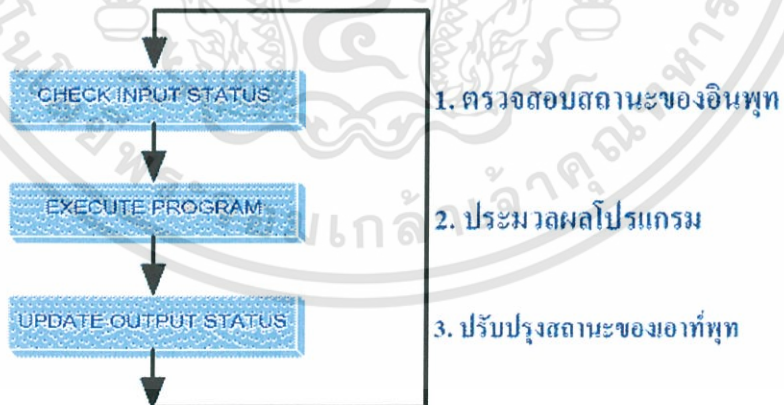 CHECK INPUT STATUS
1. ตรวจสอบสถานะของอินพุท
EXECUTE PROGRAM
2. ประมวลผลโปรแกรม
UPDATE OUTPUT STATUS
3. ปรับปรุงสถานะของเอาท์พุท